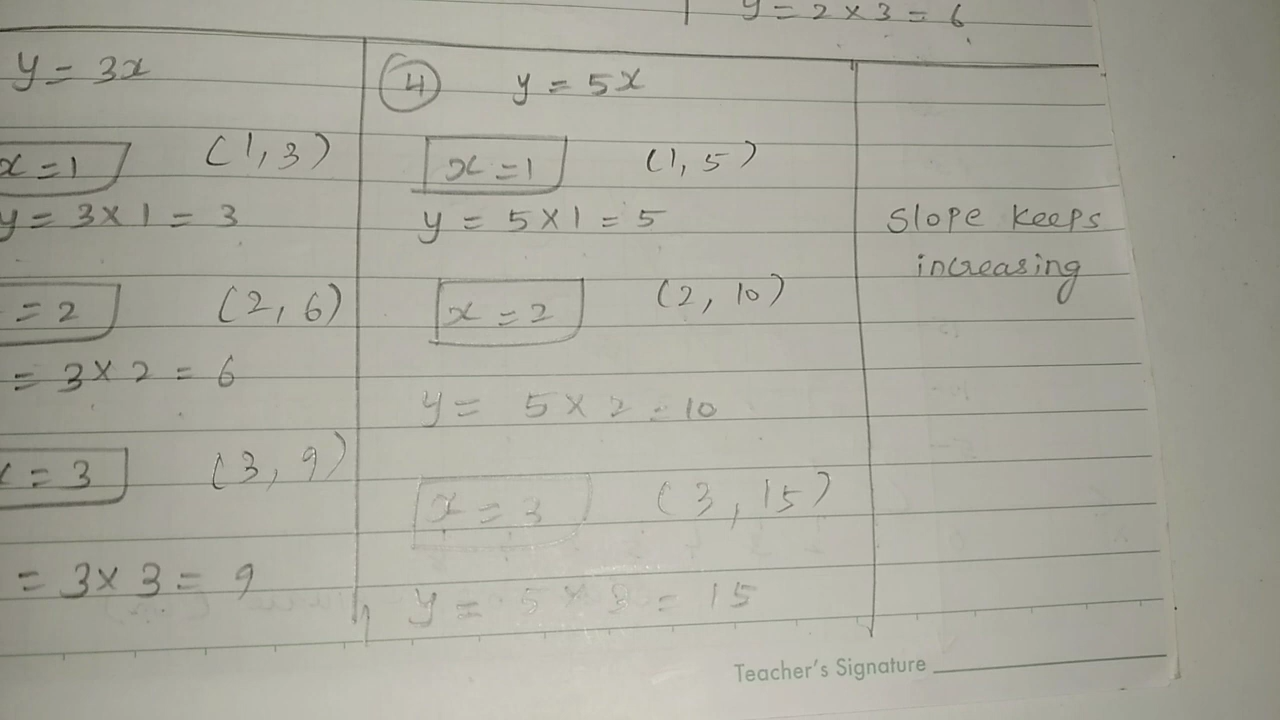 y = 2 × 3 = 6
y = 3x
x = 1 (1, 3)
y = 3 × 1 = 3
= 2 (2, 6)
= 3 × 2 = 6
x = 3 (3, 9)
= 3 × 3 = 9
4 y = 5x
x = 1 (1, 5)
y = 5 × 1 = 5
x = 2 (2, 10)
y = 5 × 2 = 10
x = 3 (3, 15)
y = 5 × 3 = 15
Slope keeps
increasing
Teacher's Signature